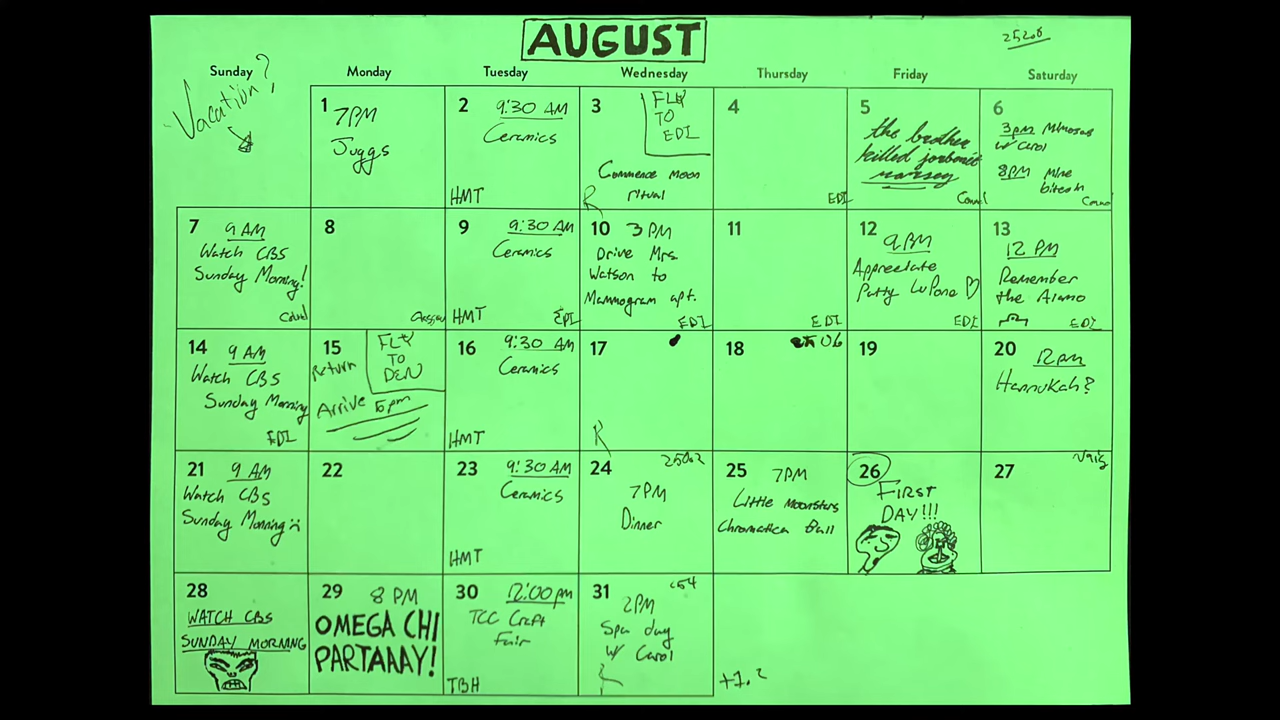 AUGUST
Sunday Monday Tuesday Wednesday Thursday Friday Saturday
Vacation?
1
7PM
Juggs
2
9:30 AM
Ceramics
HMT
3
FLY
TO
EDI
Commence Moon
ritual
R
4
EDI
5
the brother
killed jonbenét
ramsey
6
3pm Mimosas
w/ Carol
8PM Mine
7
9 AM
Watch CBS
Sunday Morning!
8
9
9:30 AM
Ceramics
HMT
EDI
10
3 PM
Drive Mrs.
Watson to
Mammogram apt.
EDI
11
EDI
12
9PM
Appreciate
Patty LuPone
EDI
13
12 PM
Remember
the Alamo
EDI
14
9 AM
Watch CBS
Sunday Morning
EDI
15
Return
FLY
TO
DEN
Arrive 5pm
16
9:30 AM
Ceramics
HMT
17
R
18
19
20
12pm
Hannukah?
21
9 AM
Watch CBS
Sunday Morning
22
23
9:30 AM
Ceramics
HMT
24
7PM
Dinner
25
7PM
Little Moonsters
Chromatica Ball
26
FIRST
DAY!!!
27
28
WATCH CBS
SUNDAY MORNING
29
8 PM
OMEGA CHI
PARTAAAY!
30
12:00 pm
TCC Craft
Fair
TBH
31
2PM
Spa day
w/ Carol